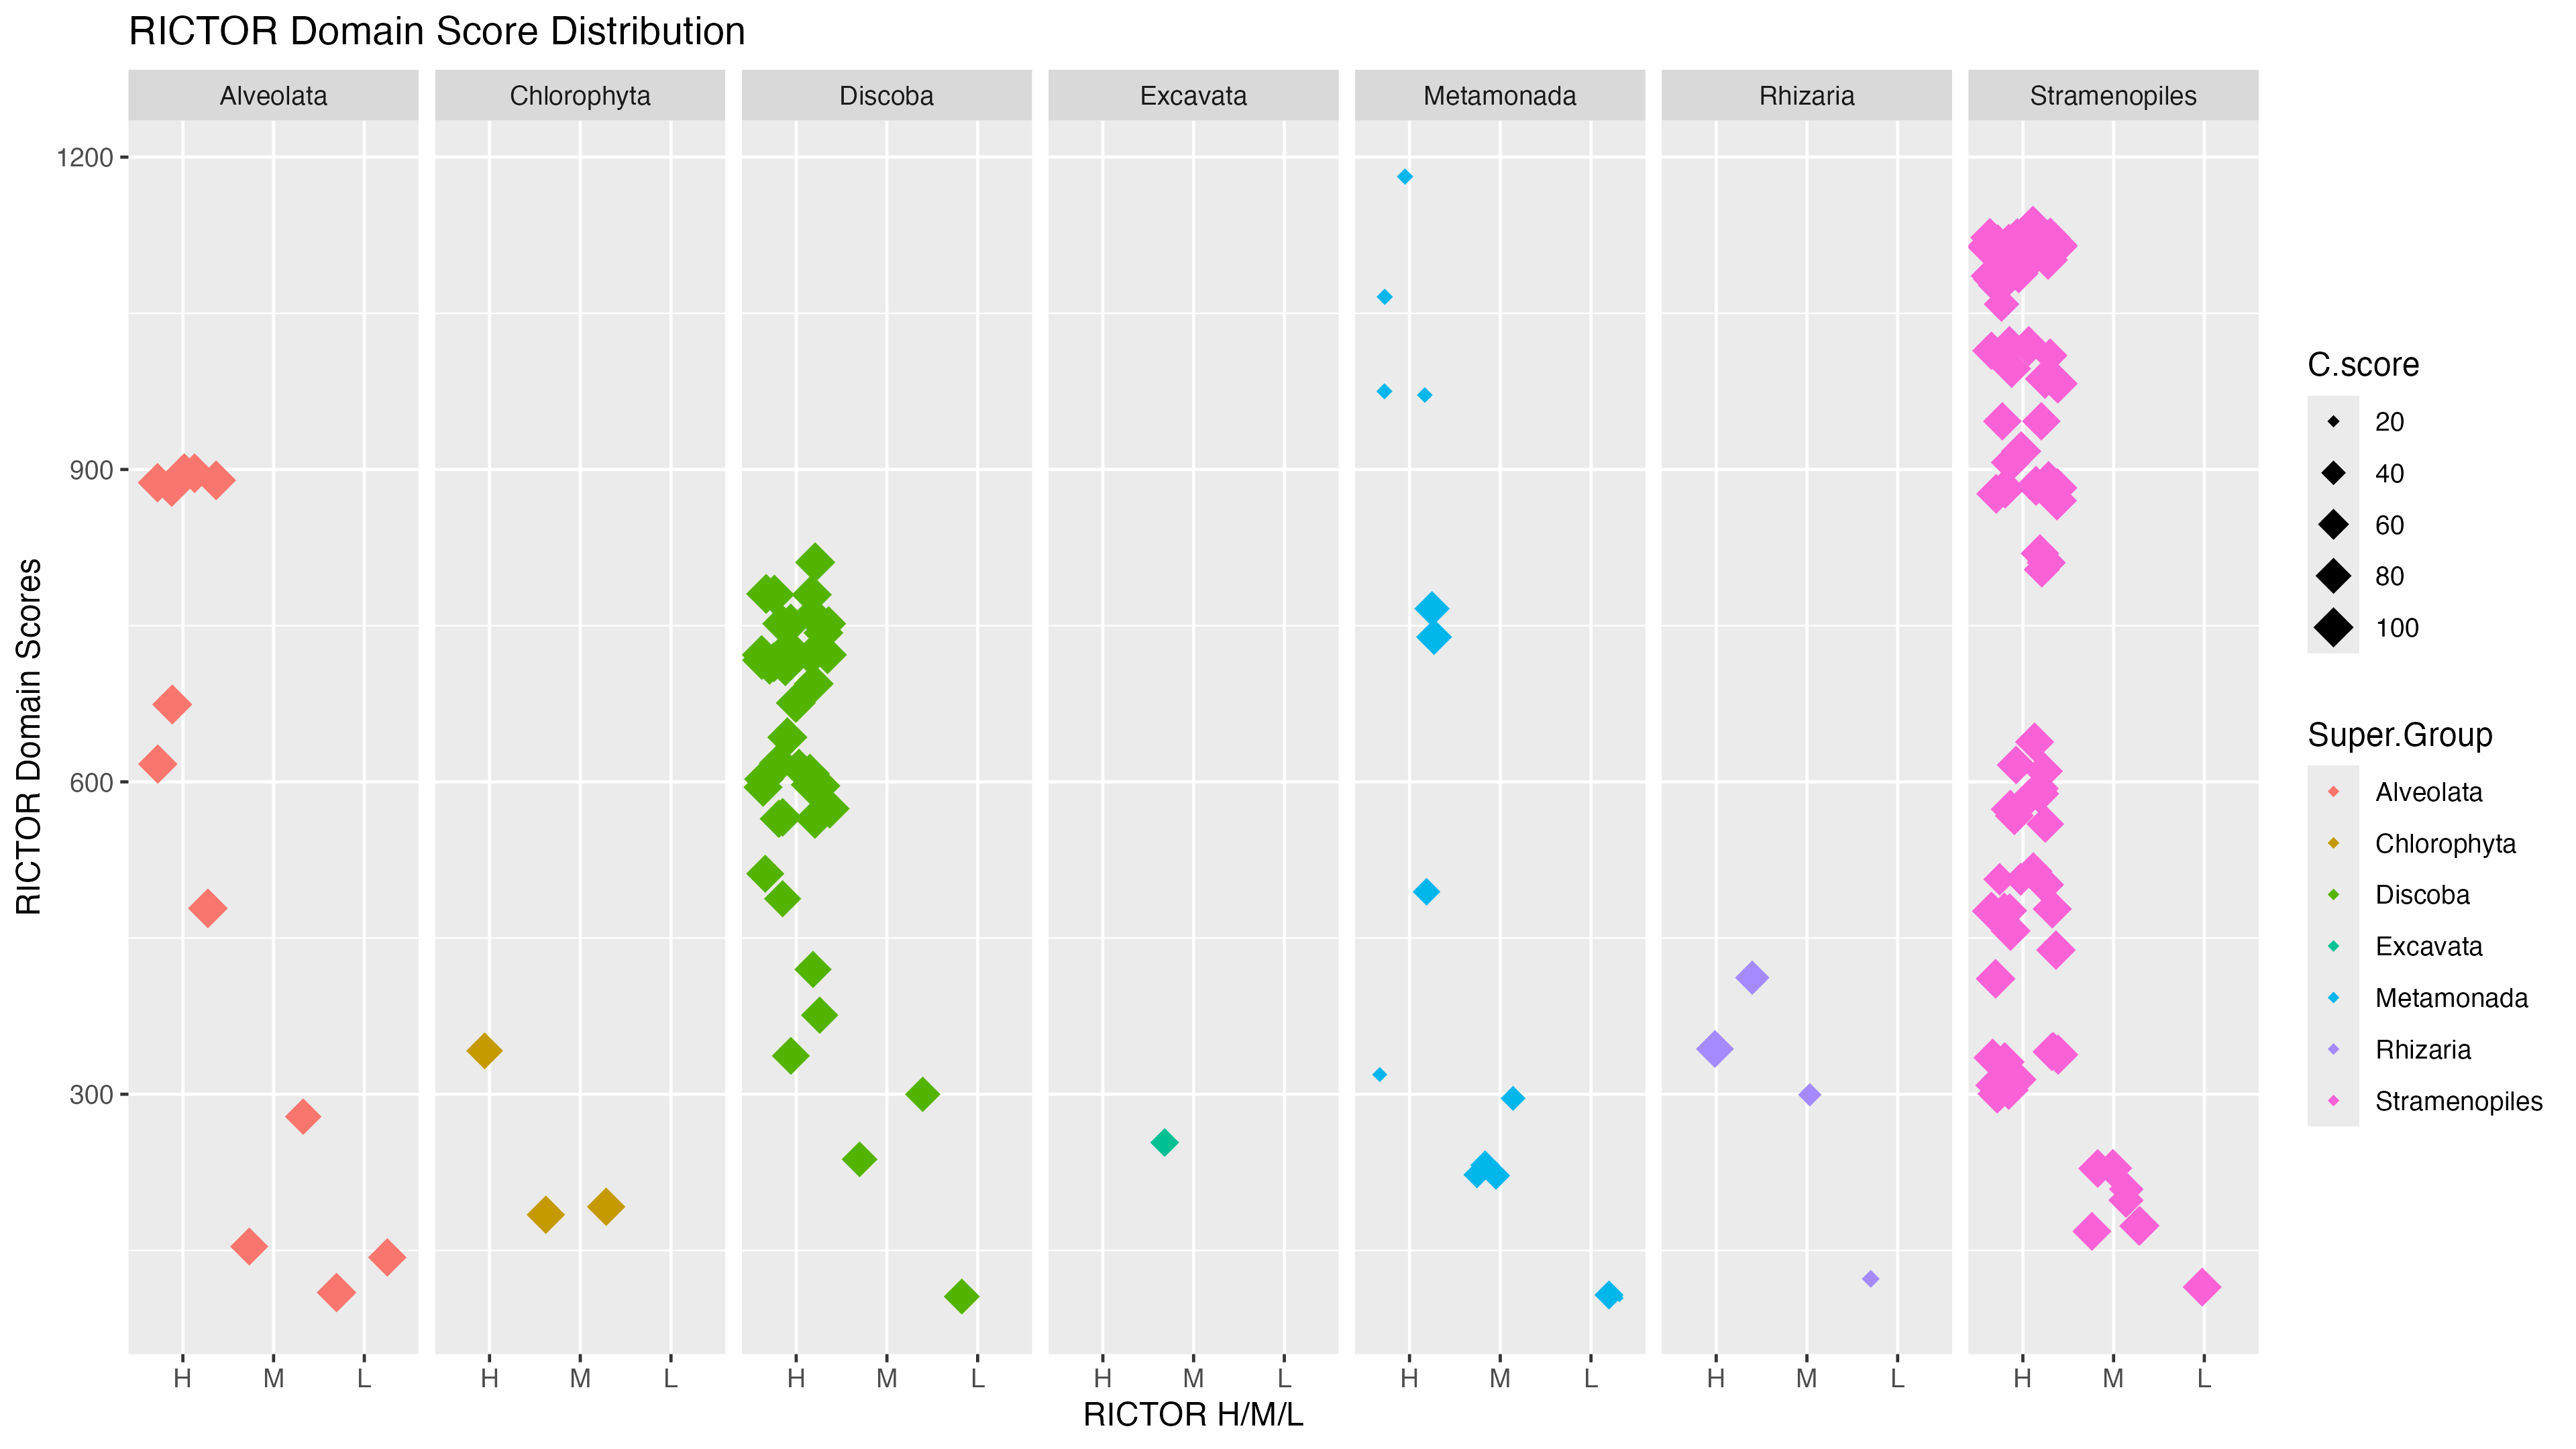 RICTOR Domain Score Distribution
Alveolata Chlorophyta Discoba Excavata Metamonada Rhizaria Stramenopiles
1200
900
600
300
RICTOR Domain Scores
H M L H M L H M L H M L H M L H M L H M L
RICTOR H/M/L
C.score
20
40
60
80
100
Super.Group
Alveolata
Chlorophyta
Discoba
Excavata
Metamonada
Rhizaria
Stramenopiles